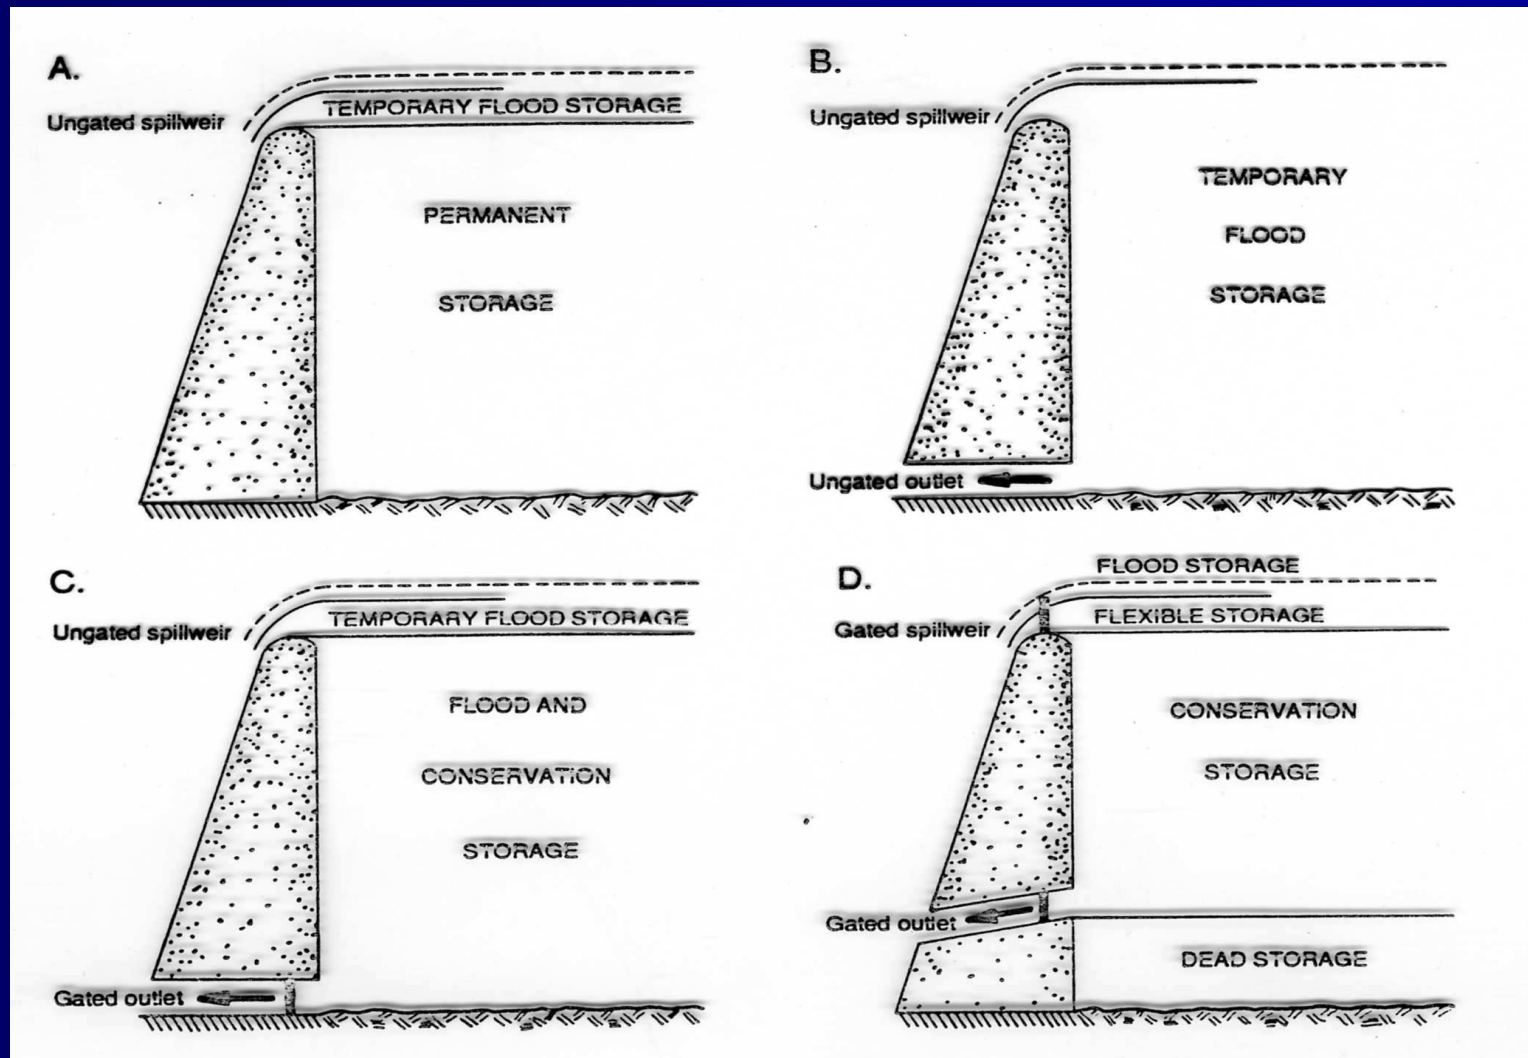 A.
TEMPORARY FLOOD STORAGE
Ungated spillweir
PERMANENT
STORAGE
B.
Ungated spillweir
TEMPORARY
FLOOD
STORAGE
Ungated outlet
C.
TEMPORARY FLOOD STORAGE
Ungated spillweir
FLOOD AND
CONSERVATION
STORAGE
Gated outlet
D.
FLOOD STORAGE
FLEXIBLE STORAGE
Gated spillweir
CONSERVATION
STORAGE
Gated outlet
DEAD STORAGE